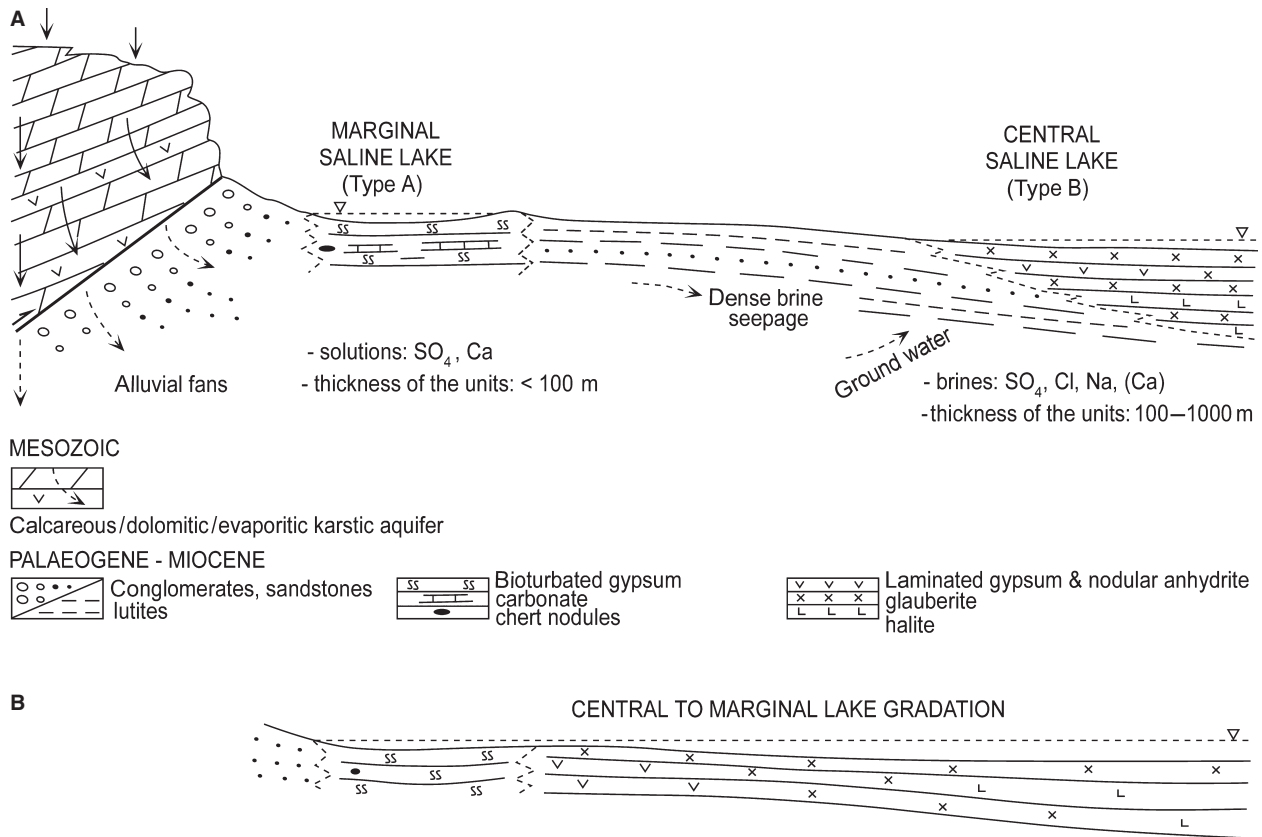 A
MARGINAL
SALINE LAKE
(Type A)
CENTRAL
SALINE LAKE
(Type B)
Dense brine
seepage
Ground water
Alluvial fans
- solutions: SO4 , Ca
- thickness of the units: < 100 m
- brines: SO4, Cl, Na, (Ca)
-thickness of the units: 100–1000 m
MESOZOIC
Calcareous/dolomitic/evaporitic karstic aquifer
PALAEOGENE - MIOCENE
Conglomerates, sandstones
lutites
Bioturbated gypsum
carbonate
chert nodules
Laminated gypsum & nodular anhydrite
glauberite
halite
B
CENTRAL TO MARGINAL LAKE GRADATION